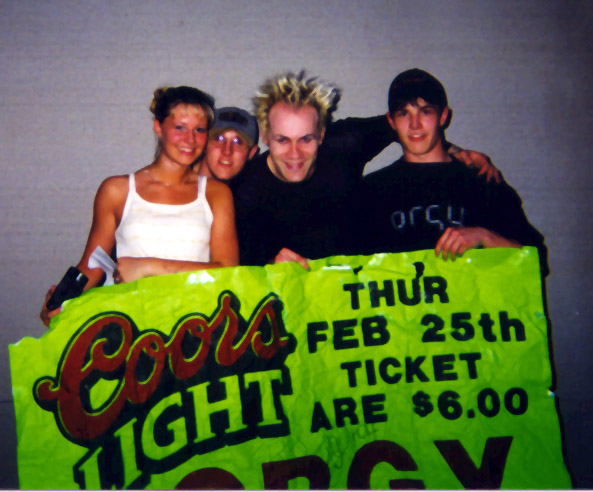 orgy
THUR
FEB 25th
TICKET
ARE $6.00
Coors
LIGHT
ORGY